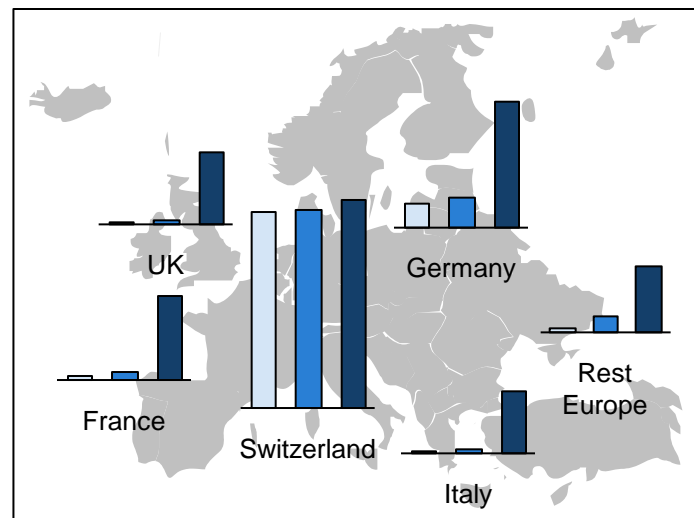 UK
Germany
France
Switzerland
Rest
Europe
Italy